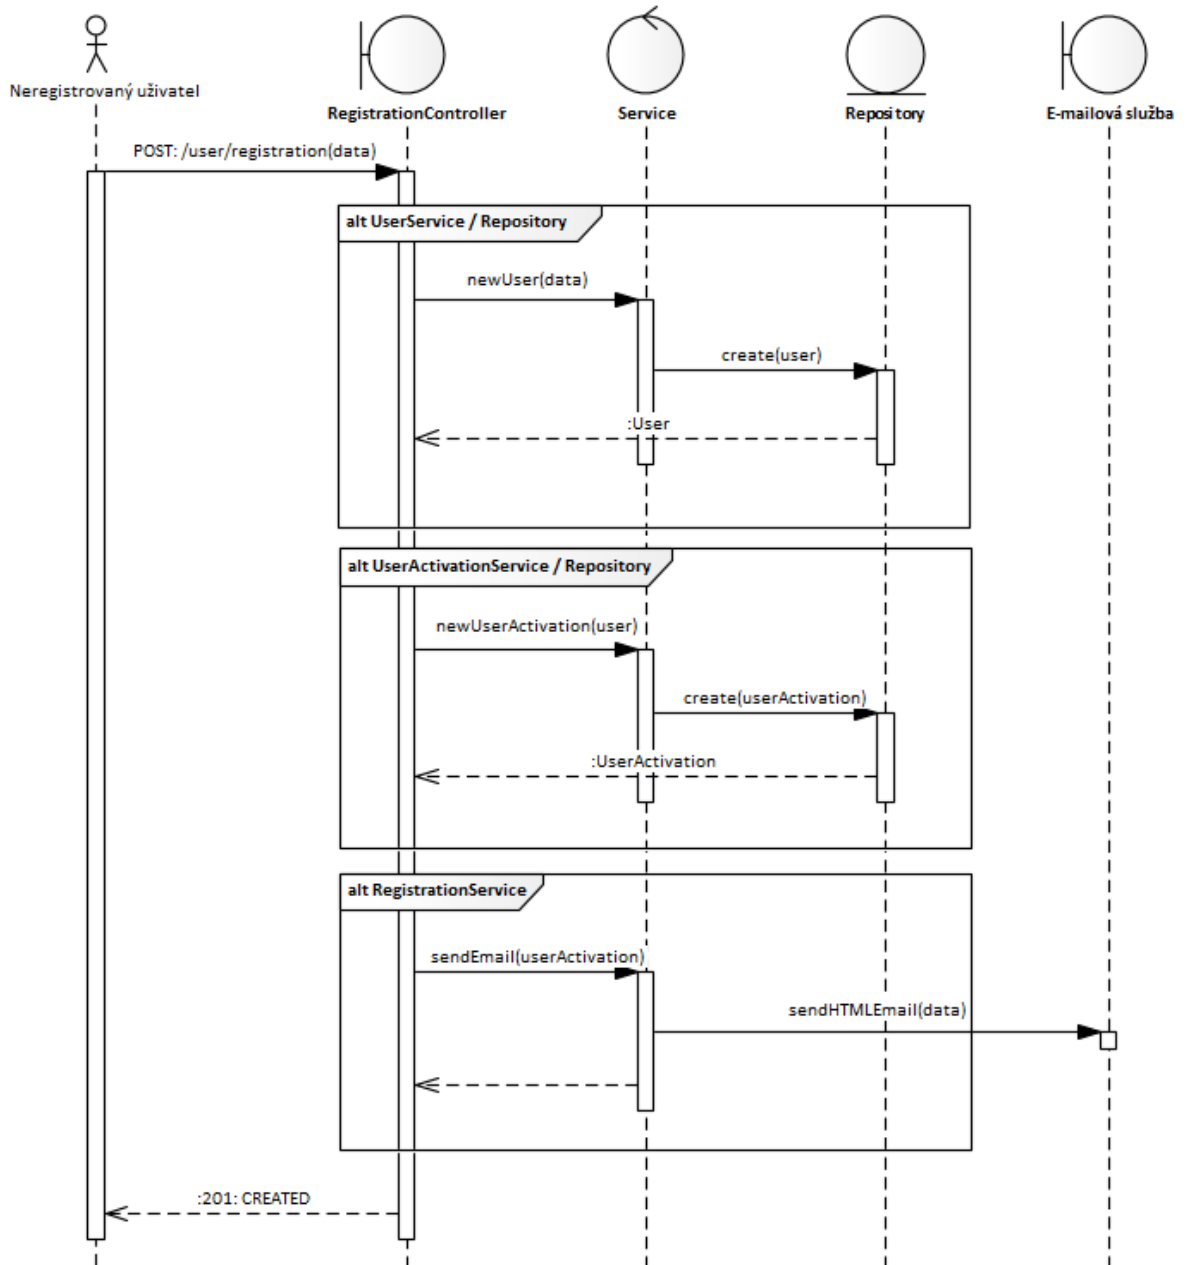 Neregistrovaný uživatel
RegistrationController
Service
Repository
E-mailová služba
POST: /user/registration(data)
alt UserService / Repository
newUser(data)
create(user)
:User
alt UserActivationService / Repository
newUserActivation(user)
create(userActivation)
:UserActivation
alt RegistrationService
sendEmail(userActivation)
sendHTMLEmail(data)
:201: CREATED